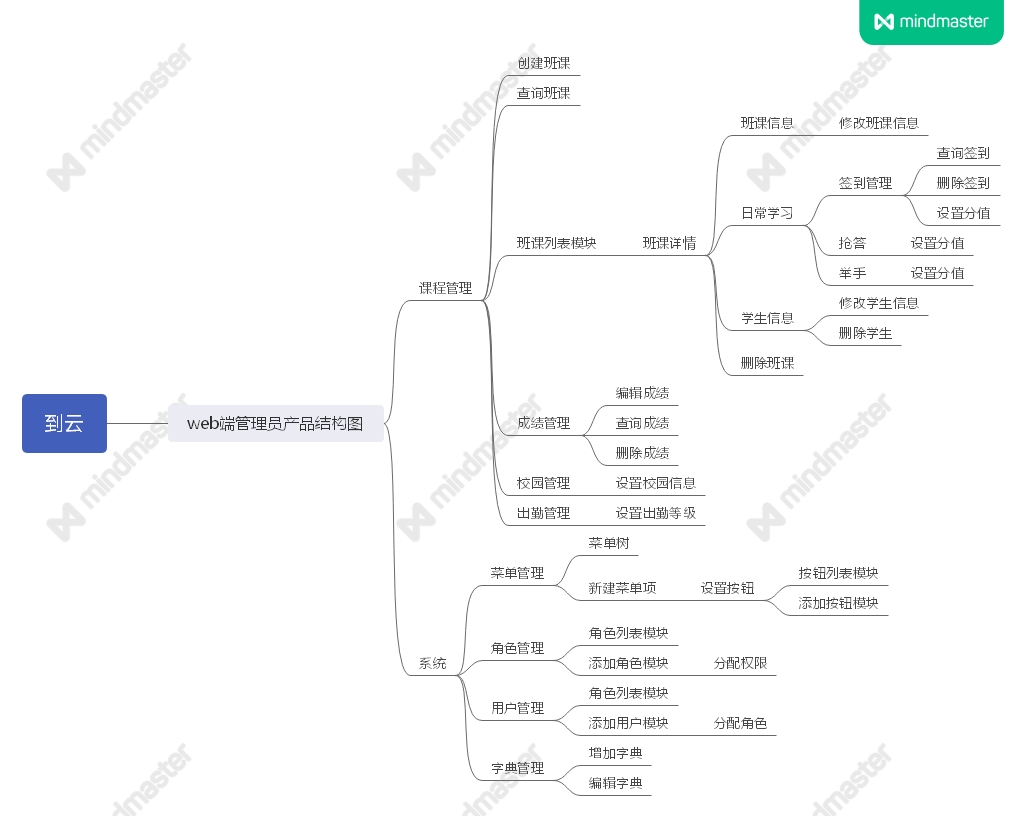 mindmaster
创建班课
查询班课
班课信息 修改班课信息
查询签到
签到管理 删除签到
日常学习 设置分值
班课列表模块 班课详情 抢答 设置分值
举手 设置分值
课程管理
修改学生信息
学生信息
删除学生
删除班课
编辑成绩
到云 web端管理员产品结构图 成绩管理 查询成绩
删除成绩
校园管理 设置校园信息
出勤管理 设置出勤等级
菜单树
菜单管理 按钮列表模块
新建菜单项 设置按钮
添加按钮模块
角色列表模块
角色管理
系统 添加角色模块 分配权限
角色列表模块
用户管理
添加用户模块 分配角色
增加字典
字典管理
编辑字典
mindmaster
mindmaster
mindmaster
mindmaster
mindmaster
mindmaster